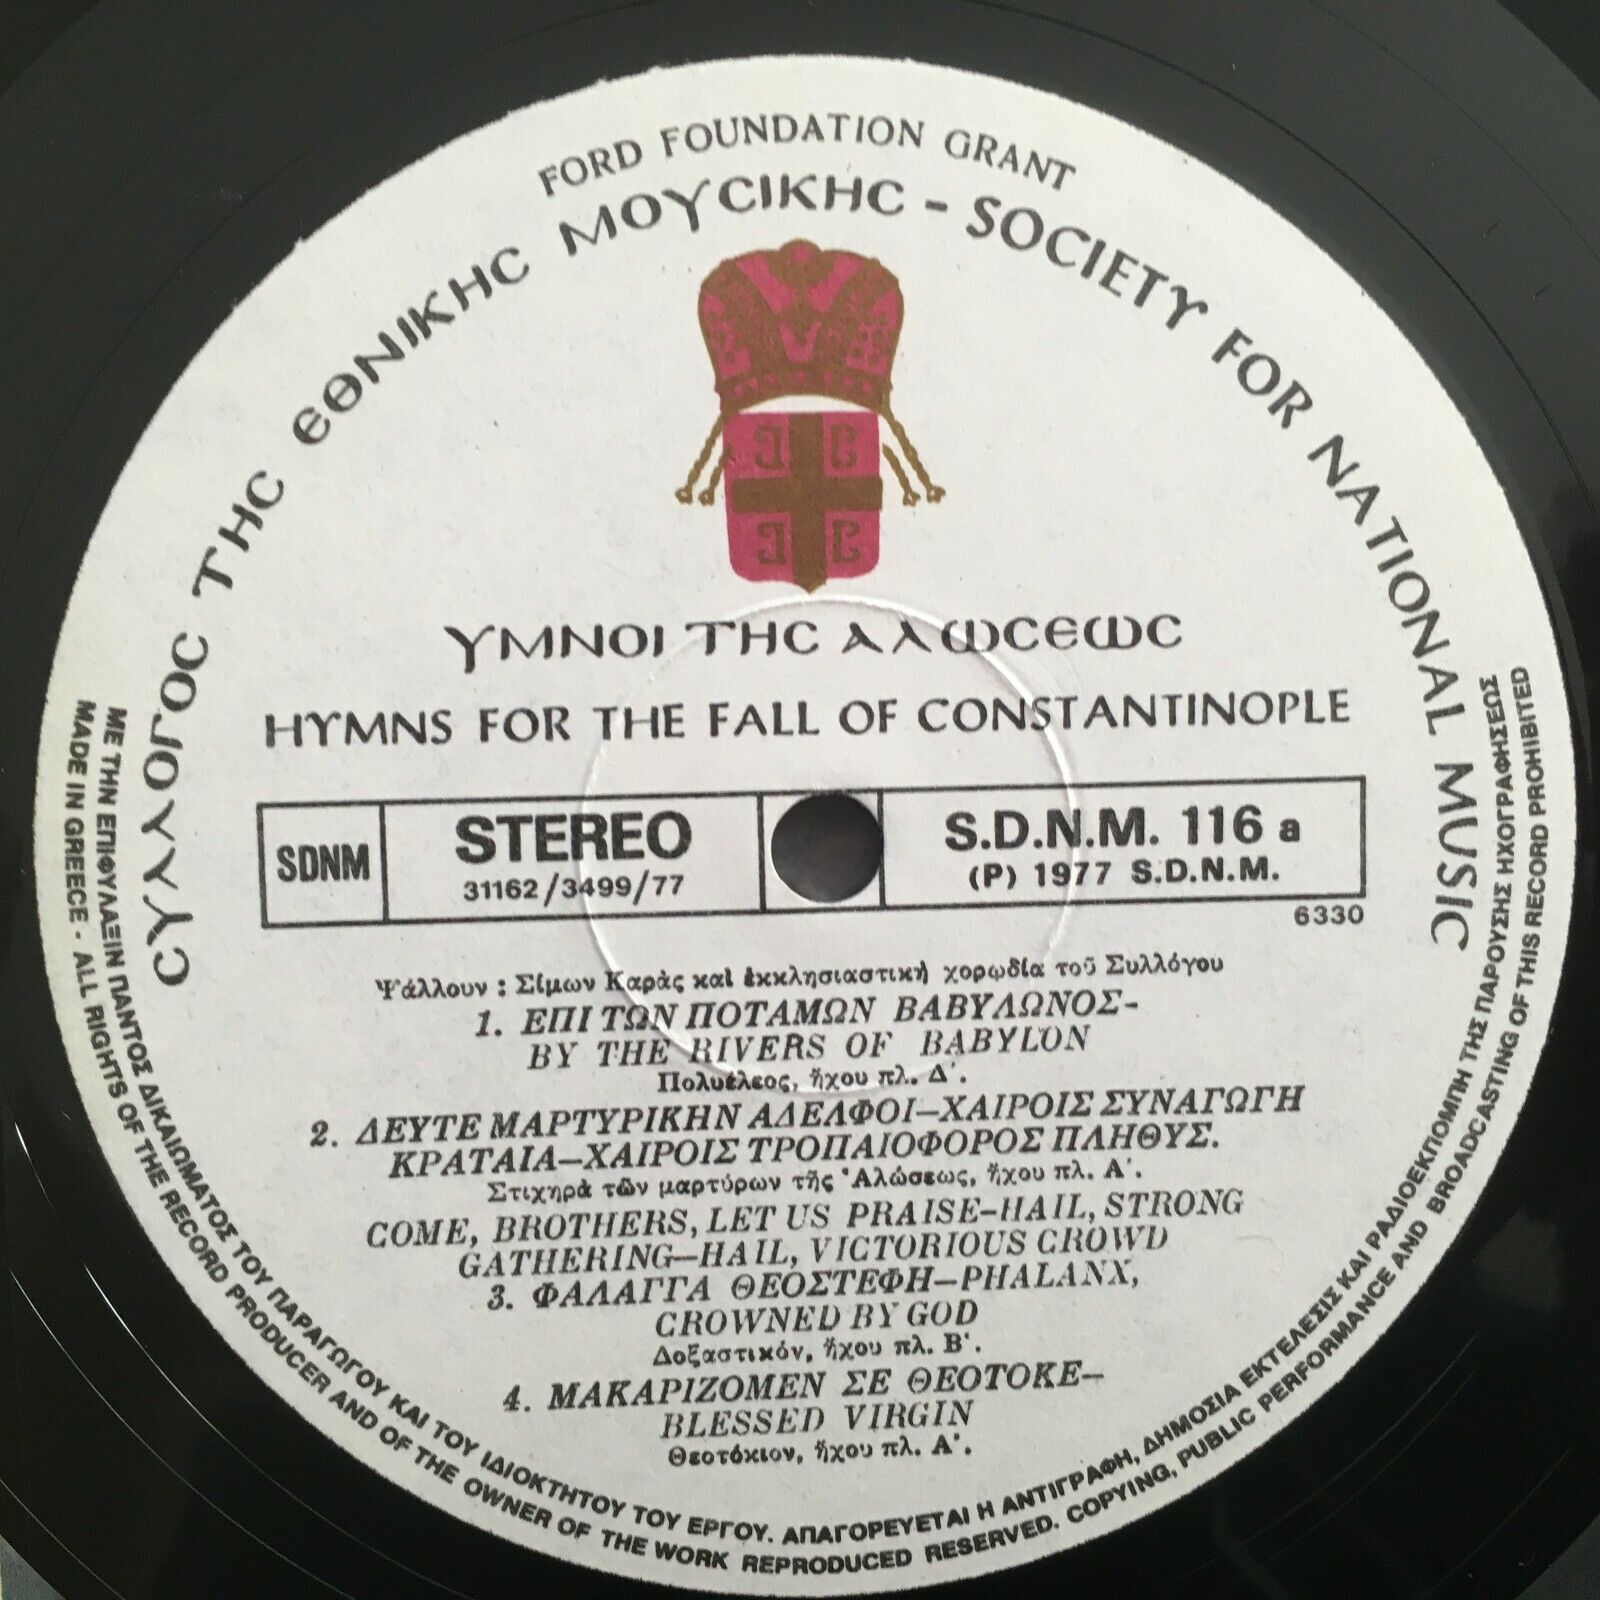 FORD FOUNDATION GRANT
CΥΛΛΟΓΟC ΤΗC ΕΘΝΙΚΗC ΜΟΥCΙΚΗC - SOCIETY FOR NATIONAL MUSIC
ΥΜΝΟΙ ΤΗC ΑΛΩCΕΩC
HYMNS FOR THE FALL OF CONSTANTINOPLE
SDNM
STEREO
31162/3499/77
S.D.N.M. 116 a
(P) 1977 S.D.N.M.
6330
Ψάλλουν : Σίμων Καρὰς καὶ ἐκκλησιαστικὴ χορωδία τοῦ Συλλόγου
1. ΕΠΙ ΤΩΝ ΠΟΤΑΜΩΝ ΒΑΒΥΛΩΝΟΣ-
BY THE RIVERS OF BABYLON
Πολυέλεος, ἤχου πλ. Δ'.
2. ΔΕΥΤΕ ΜΑΡΤΥΡΙΚΗΝ ΑΔΕΛΦΟΙ–ΧΑΙΡΟΙΣ ΣΥΝΑΓΩΓΗ
ΚΡΑΤΑΙΑ–ΧΑΙΡΟΙΣ ΤΡΟΠΑΙΟΦΟΡΟΣ ΠΛΗΘΥΣ.
Στιχηρὰ τῶν μαρτύρων τῆς Ἁλώσεως, ἤχου πλ. Α'.
COME, BROTHERS, LET US PRAISE–HAIL, STRONG
GATHERING–HAIL, VICTORIOUS CROWD
3. ΦΑΛΑΓΓΑ ΘΕΟΣΤΕΦΗ–PHALANX,
CROWNED BY GOD
Δοξαστικόν, ἤχου πλ. Β'.
4. ΜΑΚΑΡΙΖΟΜΕΝ ΣΕ ΘΕΟΤΟΚΕ–
BLESSED VIRGIN
Θεοτόκιον, ἤχου πλ. Α'.
ΜΕ ΤΗΝ ΕΠΙΦΥΛΑΞΙΝ ΠΑΝΤΟΣ ΔΙΚΑΙΩΜΑΤΟΣ ΤΟΥ ΠΑΡΑΓΩΓΟΥ ΚΑΙ ΤΟΥ ΙΔΙΟΚΤΗΤΟΥ ΤΟΥ ΕΡΓΟΥ. ΑΠΑΓΟΡΕΥΕΤΑΙ Η ΑΝΤΙΓΡΑΦΗ, ΔΗΜΟΣΙΑ ΕΚΤΕΛΕΣΙΣ ΚΑΙ ΡΑΔΙΟΕΚΠΟΜΠΗ ΤΗΣ ΠΑΡΟΥΣΗΣ ΗΧΟΓΡΑΦΗΣΕΩΣ
MADE IN GREECE - ALL RIGHTS OF THE RECORD PRODUCER AND OF THE OWNER OF THE WORK REPRODUCED RESERVED. COPYING, PUBLIC PERFORMANCE AND BROADCASTING OF THIS RECORD PROHIBITED